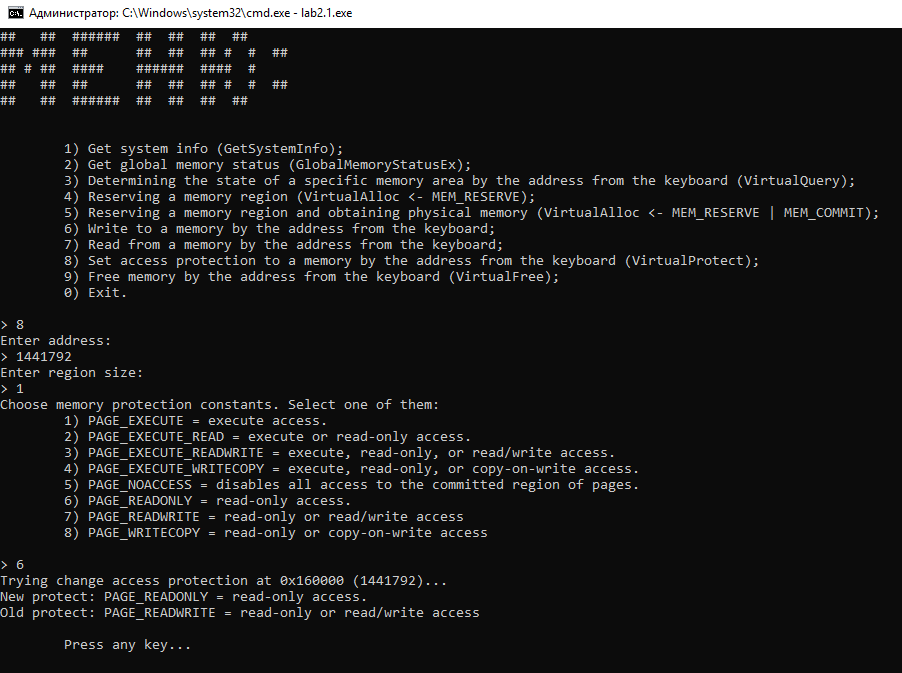 Администратор: C:\Windows\system32\cmd.exe - lab2.1.exe
##   ##  ######  ##  ##  ##  ##
### ###  ##      ##  ##  ## #  #  ##
## # ##  ####    ######  ####  #
##   ##  ##      ##  ##  ## #  #  ##
##   ##  ######  ##  ##  ##  ##
1) Get system info (GetSystemInfo);
2) Get global memory status (GlobalMemoryStatusEx);
3) Determining the state of a specific memory area by the address from the keyboard (VirtualQuery);
4) Reserving a memory region (VirtualAlloc <- MEM_RESERVE);
5) Reserving a memory region and obtaining physical memory (VirtualAlloc <- MEM_RESERVE | MEM_COMMIT);
6) Write to a memory by the address from the keyboard;
7) Read from a memory by the address from the keyboard;
8) Set access protection to a memory by the address from the keyboard (VirtualProtect);
9) Free memory by the address from the keyboard (VirtualFree);
0) Exit.
> 8
Enter address:
> 1441792
Enter region size:
> 1
Choose memory protection constants. Select one of them:
1) PAGE_EXECUTE = execute access.
2) PAGE_EXECUTE_READ = execute or read-only access.
3) PAGE_EXECUTE_READWRITE = execute, read-only, or read/write access.
4) PAGE_EXECUTE_WRITECOPY = execute, read-only, or copy-on-write access.
5) PAGE_NOACCESS = disables all access to the committed region of pages.
6) PAGE_READONLY = read-only access.
7) PAGE_READWRITE = read-only or read/write access
8) PAGE_WRITECOPY = read-only or copy-on-write access
> 6
Trying change access protection at 0x160000 (1441792)...
New protect: PAGE_READONLY = read-only access.
Old protect: PAGE_READWRITE = read-only or read/write access
Press any key...